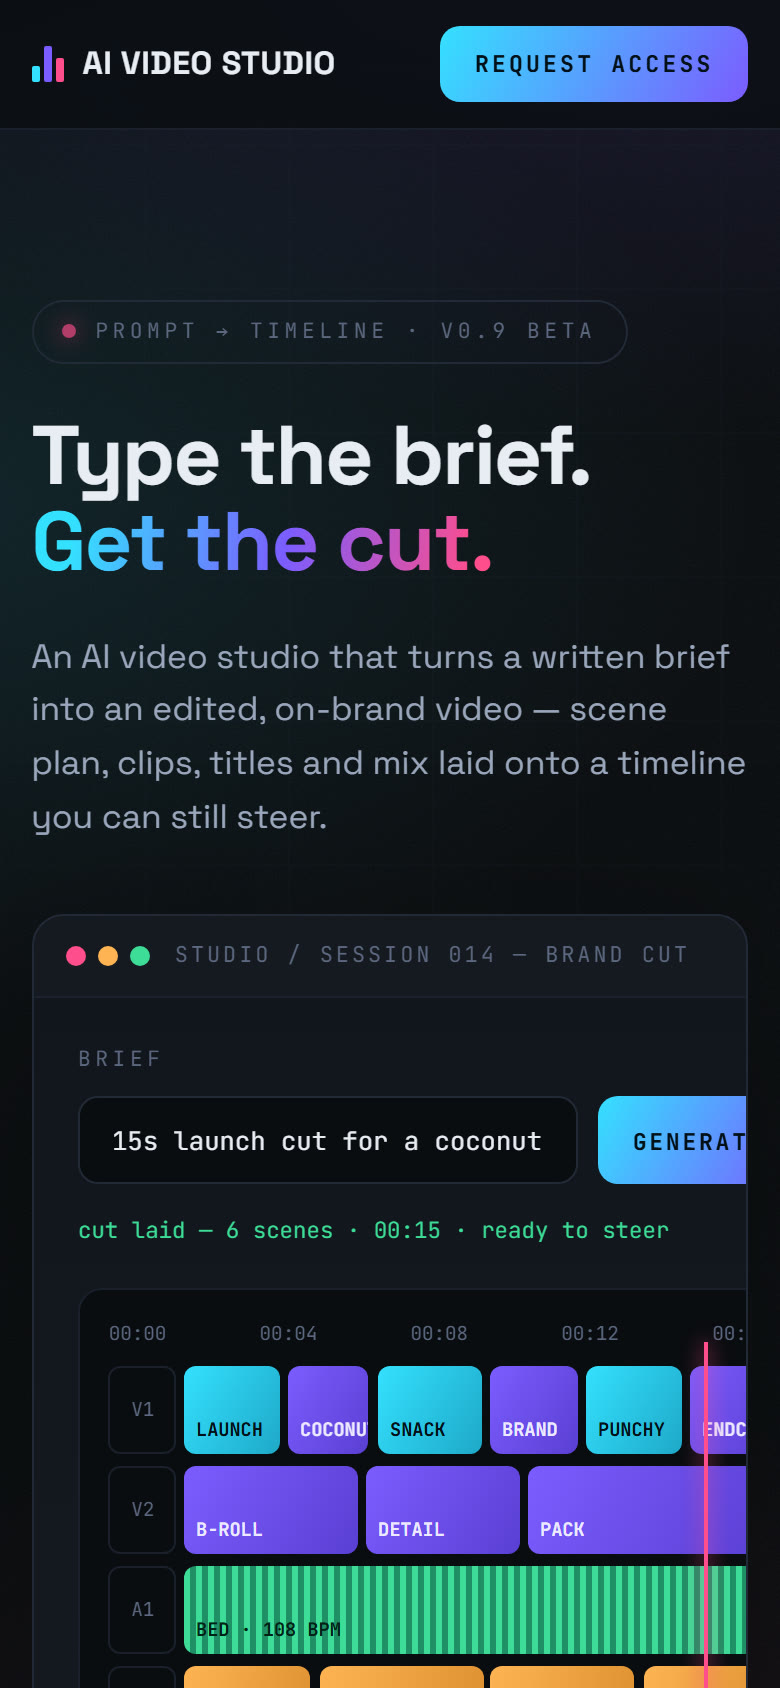 AI VIDEO STUDIO
REQUEST ACCESS
PROMPT → TIMELINE · V0.9 BETA
Type the brief.
Get the cut.
An AI video studio that turns a written brief
into an edited, on-brand video — scene
plan, clips, titles and mix laid onto a timeline
you can still steer.
STUDIO / SESSION 014 — BRAND CUT
BRIEF
15s launch cut for a coconut
GENERAT
cut laid — 6 scenes · 00:15 · ready to steer
00:00 00:04 00:08 00:12 00:
V1 LAUNCH COCONU SNACK BRAND PUNCHY ENDC
V2 B-ROLL DETAIL PACK
A1 BED · 108 BPM